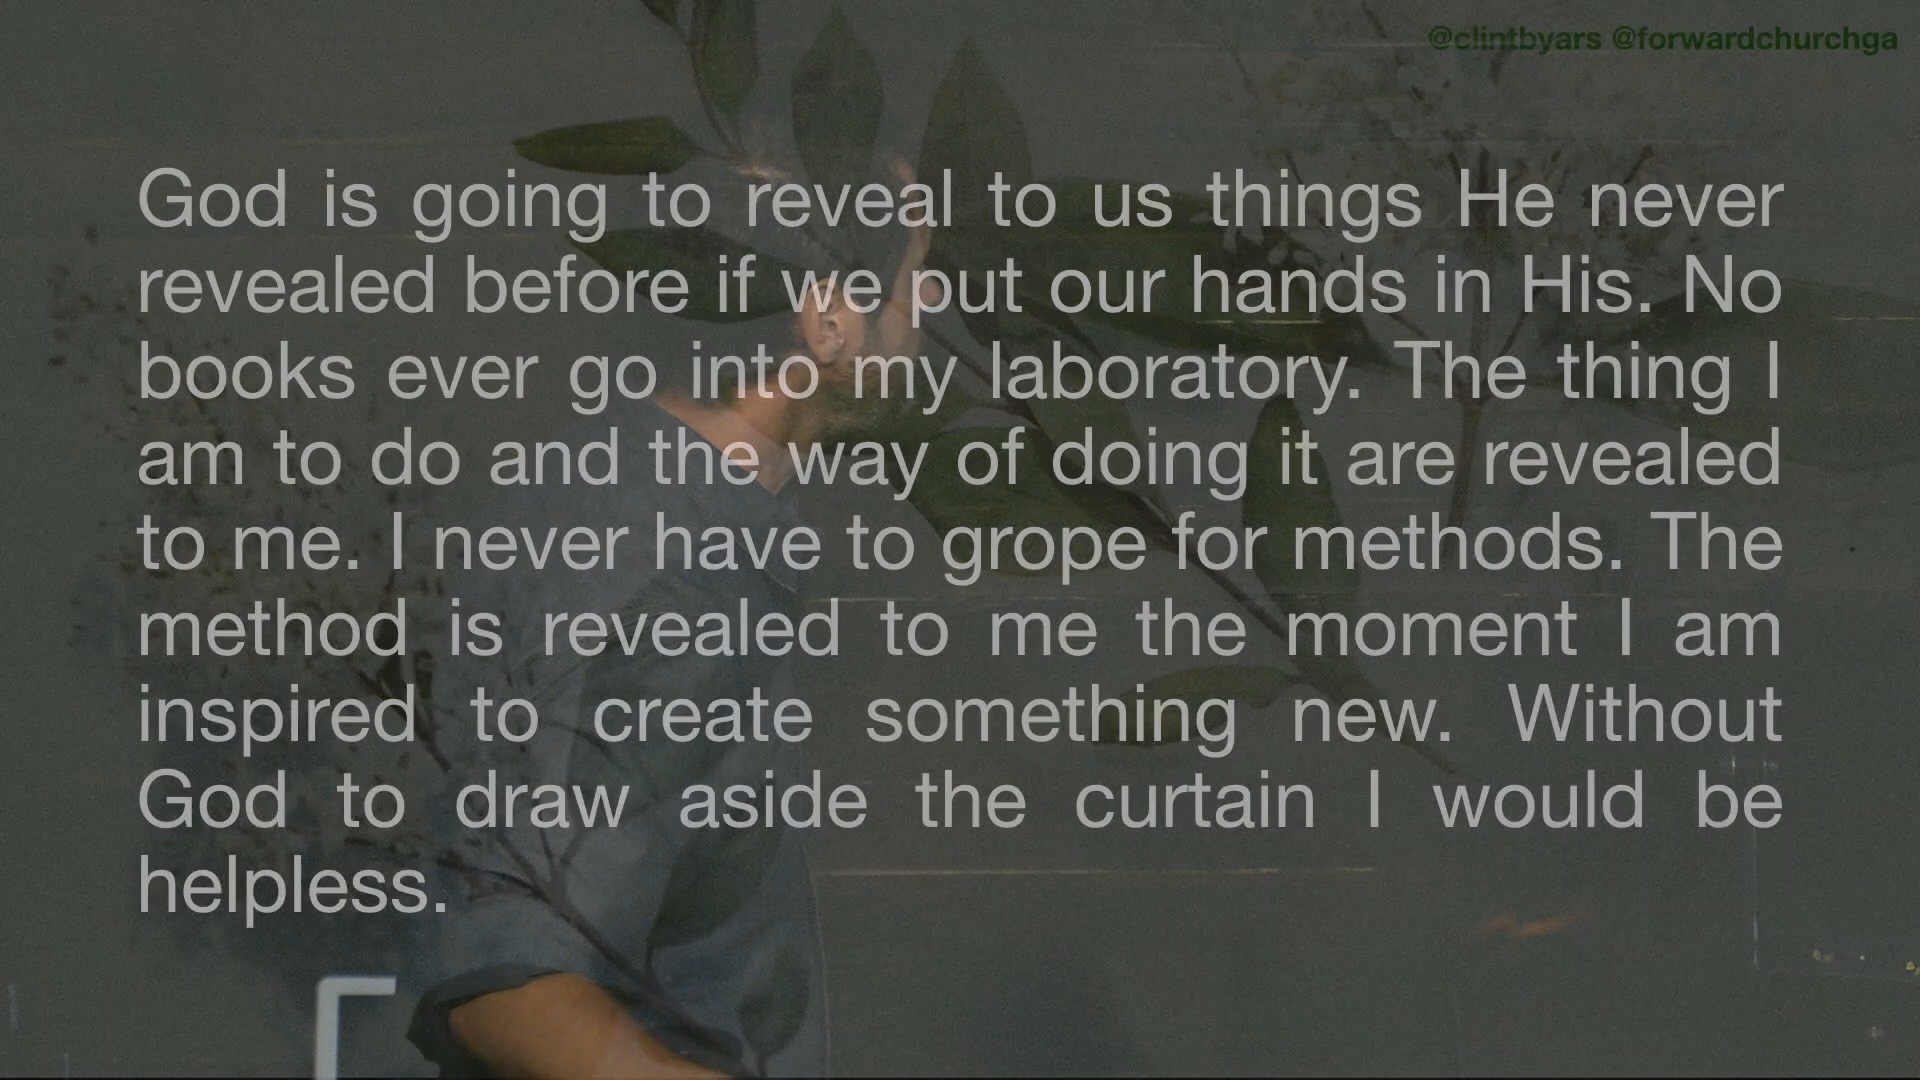 @clintbyars @forwardchurchga
God is going to reveal to us things He never
revealed before if we put our hands in His. No
books ever go into my laboratory. The thing I
am to do and the way of doing it are revealed
to me. I never have to grope for methods. The
method is revealed to me the moment I am
inspired to create something new. Without
God to draw aside the curtain I would be
helpless.